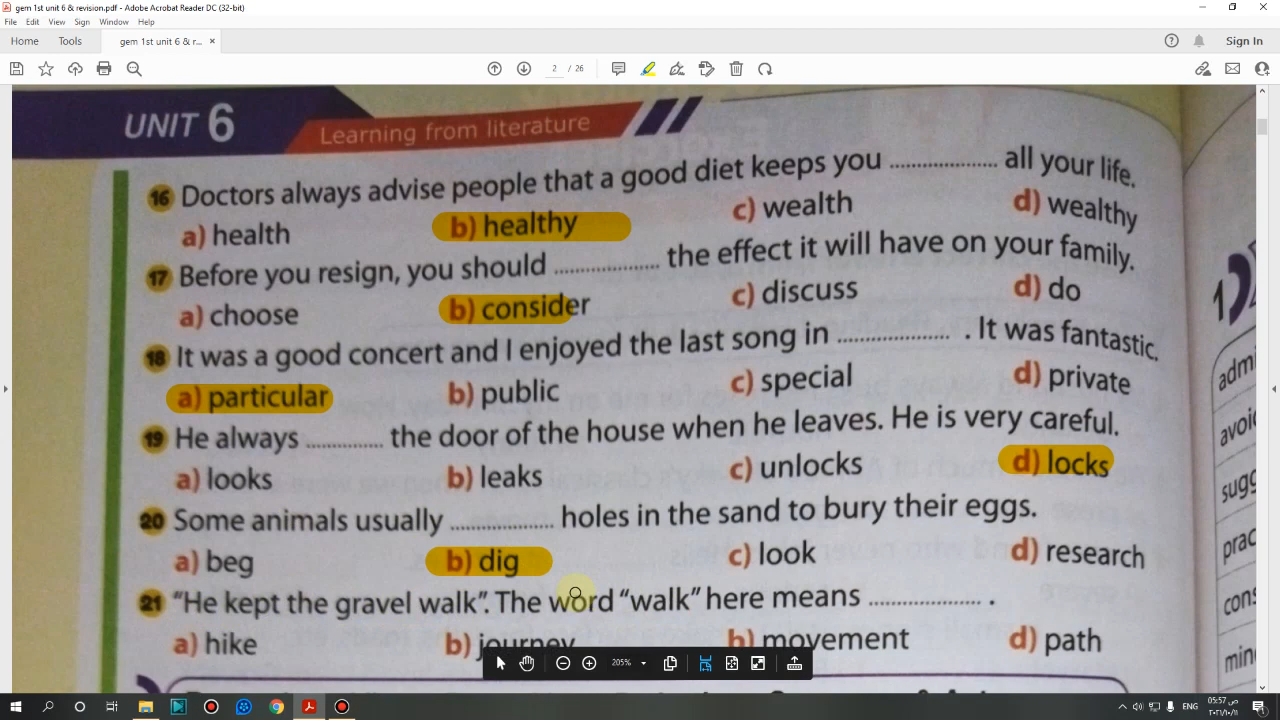 gem 1st unit 6 & revision.pdf - Adobe Acrobat Reader DC (32-bit)
File Edit View Sign Window Help
Home Tools gem 1st unit 6 & r... × Sign In
2 / 26
UNIT 6 Learning from literature
16 Doctors always advise people that a good diet keeps you .................... all your life.
a) health b) healthy c) wealth d) wealthy
17 Before you resign, you should .................... the effect it will have on your family.
a) choose b) consider c) discuss d) do
18 It was a good concert and I enjoyed the last song in .................... . It was fantastic.
a) particular b) public c) special d) private
19 He always .............. the door of the house when he leaves. He is very careful.
a) looks b) leaks c) unlocks d) locks
20 Some animals usually .................... holes in the sand to bury their eggs.
a) beg b) dig c) look d) research
21 "He kept the gravel walk". The word "walk" here means .................... .
a) hike b) journey b) movement d) path
admi
avoid
sugg
prac
cons
min
205%
ENG
05:57 ص